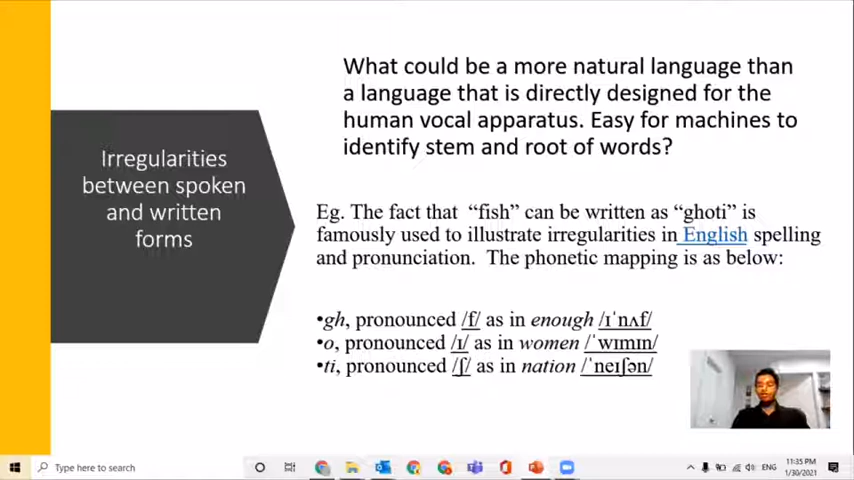 What could be a more natural language than
a language that is directly designed for the
human vocal apparatus. Easy for machines to
identify stem and root of words?
Irregularities
between spoken
and written
forms
Eg. The fact that “fish” can be written as “ghoti” is
famously used to illustrate irregularities in English spelling
and pronunciation. The phonetic mapping is as below:
•gh, pronounced /f/ as in enough /ɪˈnʌf/
•o, pronounced /ɪ/ as in women /ˈwɪmɪn/
•ti, pronounced /ʃ/ as in nation /ˈneɪʃən/
Type here to search
ENG
11:35 PM
1/30/2021